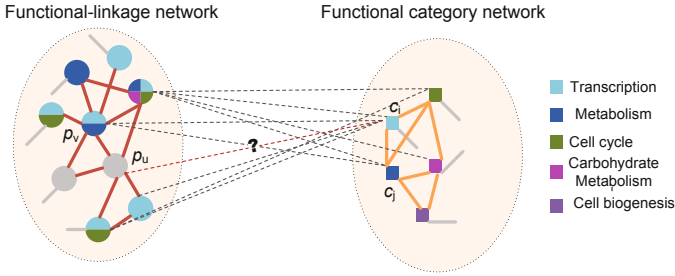 Functional-linkage network
Functional category network
Transcription
Metabolism
Cell cycle
Carbohydrate
Metabolism
Cell biogenesis
pv
pu
?
ci
cj